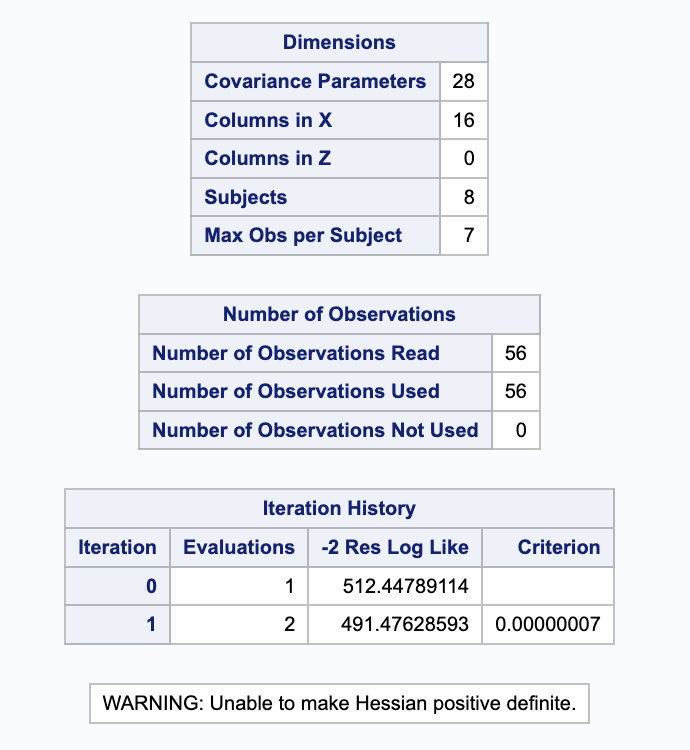 Dimensions
Covariance Parameters 28
Columns in X 16
Columns in Z 0
Subjects 8
Max Obs per Subject 7
Number of Observations
Number of Observations Read 56
Number of Observations Used 56
Number of Observations Not Used 0
Iteration History
Iteration Evaluations -2 Res Log Like Criterion
0 1 512.44789114
1 2 491.47628593 0.00000007
WARNING: Unable to make Hessian positive definite.